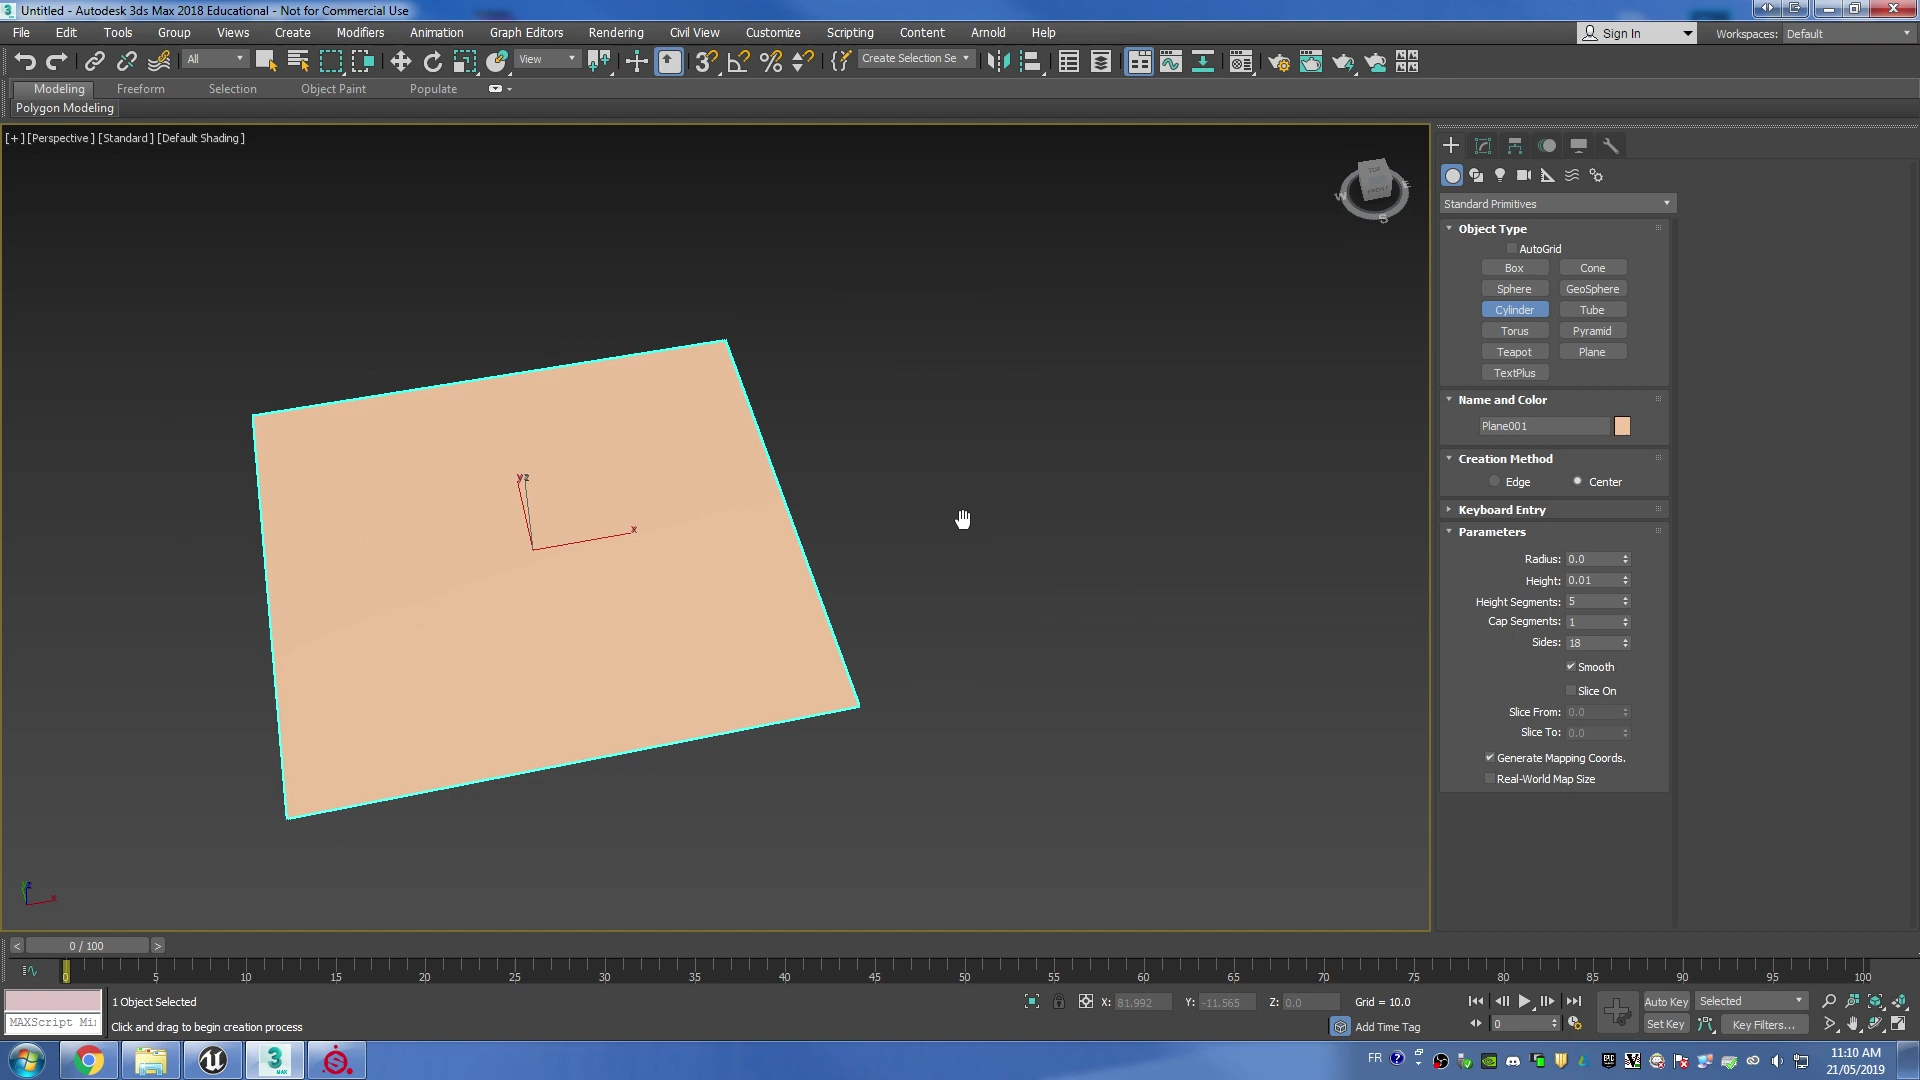 Untitled - Autodesk 3ds Max 2018 Educational - Not for Commercial Use
File Edit Tools Group Views Create Modifiers Animation Graph Editors Rendering Civil View Customize Scripting Content Arnold Help
Sign In Workspaces: Default
All View Create Selection Se
Modeling Freeform Selection Object Paint Populate
Polygon Modeling
[+] [Perspective] [Standard] [Default Shading]
TOP
FRONT
W
S
Standard Primitives
Object Type
AutoGrid
Box Cone
Sphere GeoSphere
Cylinder Tube
Torus Pyramid
Teapot Plane
TextPlus
Name and Color
Plane001
Creation Method
Edge Center
Keyboard Entry
Parameters
Radius: 0.0
Height: 0.01
Height Segments: 5
Cap Segments: 1
Sides: 18
Smooth
Slice On
Slice From: 0.0
Slice To: 0.0
Generate Mapping Coords.
Real-World Map Size
y z
x
z
x
< 0 / 100 >
0 5 10 15 20 25 30 35 40 45 50 55 60 65 70 75 80 85 90 95 100
1 Object Selected X: 81.992 Y: -11.565 Z: 0.0 Grid = 10.0 Auto Key Selected
MAXScript Mi Click and drag to begin creation process Add Time Tag 0 Set Key Key Filters...
3
MAX
FR
11:10 AM
21/05/2019